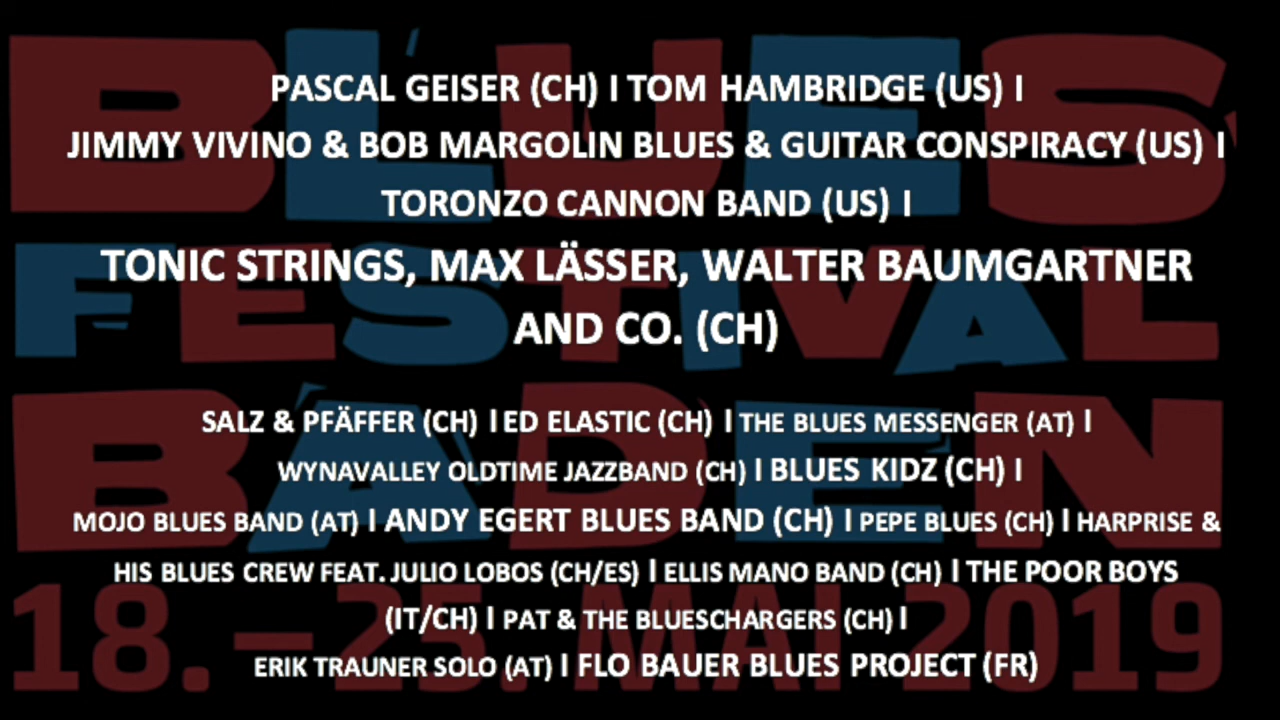 BLUES
FESTIVAL
BADEN
18. – 25. MAI 2019
PASCAL GEISER (CH) I TOM HAMBRIDGE (US) I
JIMMY VIVINO & BOB MARGOLIN BLUES & GUITAR CONSPIRACY (US) I
TORONZO CANNON BAND (US) I
TONIC STRINGS, MAX LÄSSER, WALTER BAUMGARTNER
AND CO. (CH)
SALZ & PFÄFFER (CH) I ED ELASTIC (CH) I THE BLUES MESSENGER (AT) I
WYNAVALLEY OLDTIME JAZZBAND (CH) I BLUES KIDZ (CH) I
MOJO BLUES BAND (AT) I ANDY EGERT BLUES BAND (CH) I PEPE BLUES (CH) I HARPRISE &
HIS BLUES CREW FEAT. JULIO LOBOS (CH/ES) I ELLIS MANO BAND (CH) I THE POOR BOYS
(IT/CH) I PAT & THE BLUESCHARGERS (CH) I
ERIK TRAUNER SOLO (AT) I FLO BAUER BLUES PROJECT (FR)